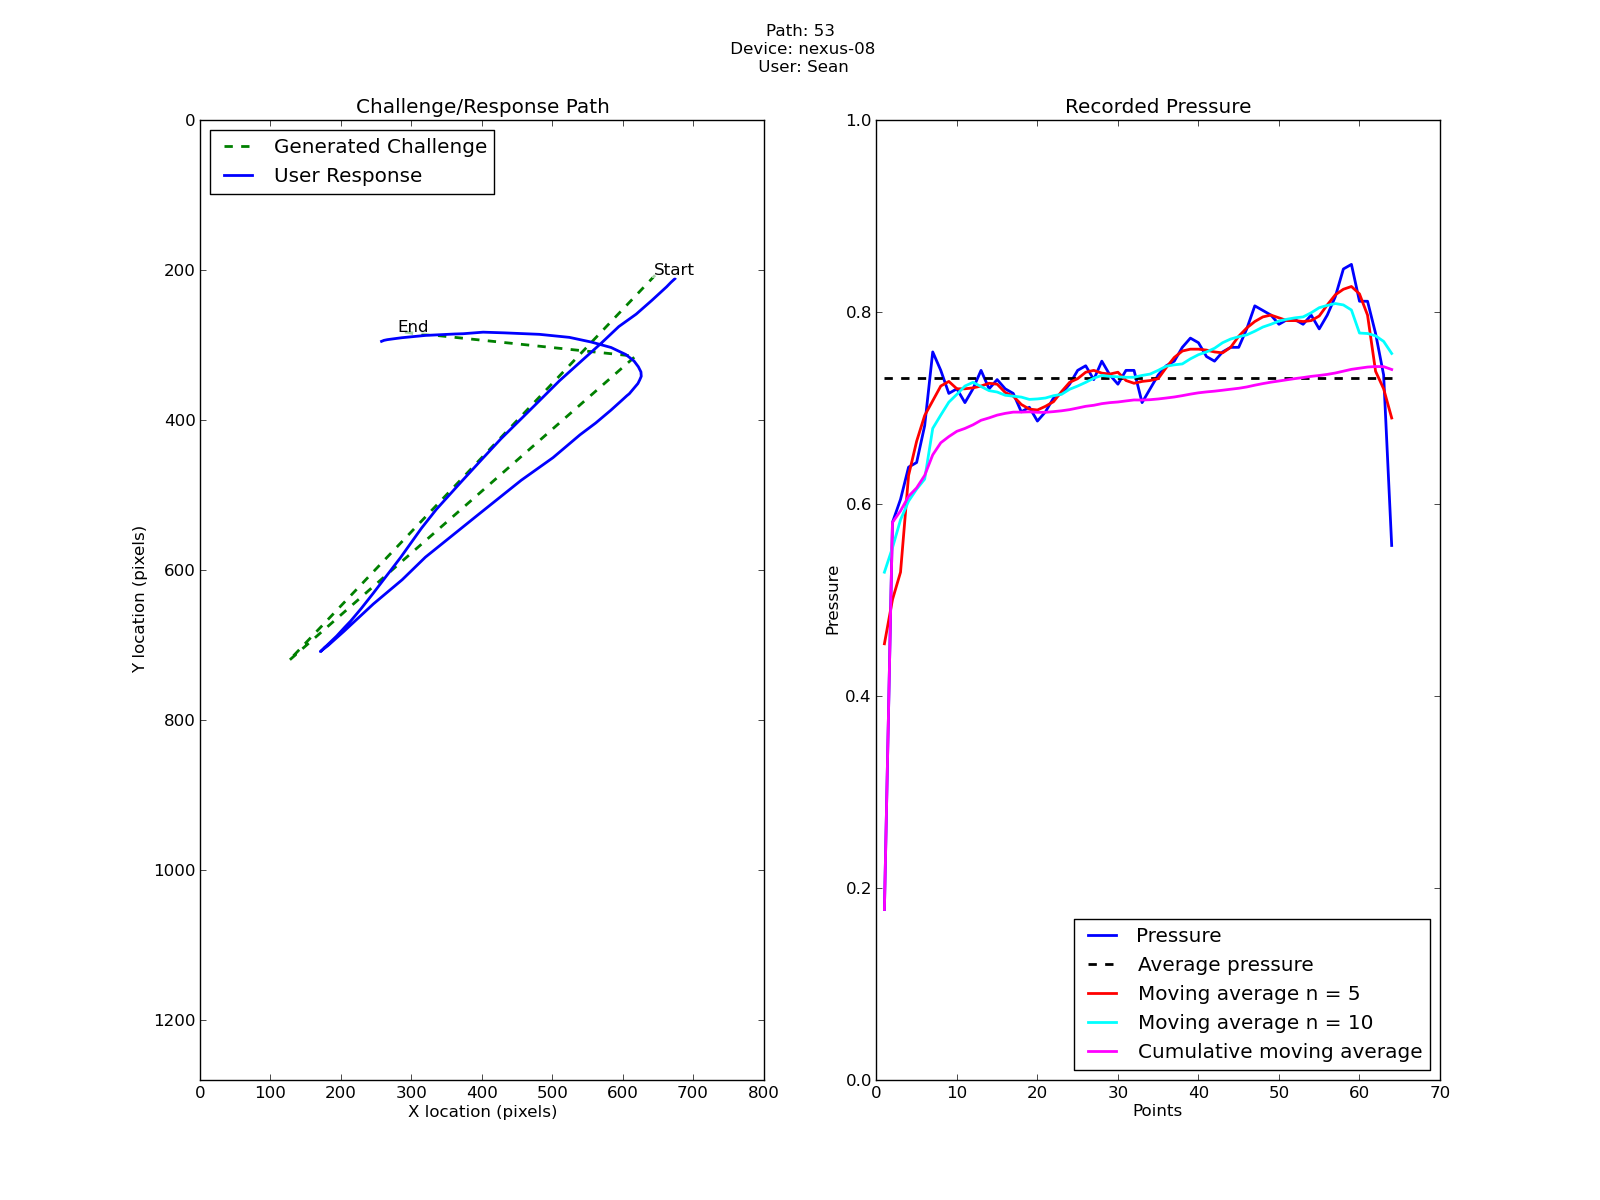 Path: 53
Device: nexus-08
User: Sean
Challenge/Response Path
Generated Challenge
User Response
Start
End
0
200
400
600
800
1000
1200
Y location (pixels)
0 100 200 300 400 500 600 700 800
X location (pixels)
Recorded Pressure
1.0
0.8
0.6
0.4
0.2
0.0
Pressure
Pressure
Average pressure
Moving average n = 5
Moving average n = 10
Cumulative moving average
0 10 20 30 40 50 60 70
Points